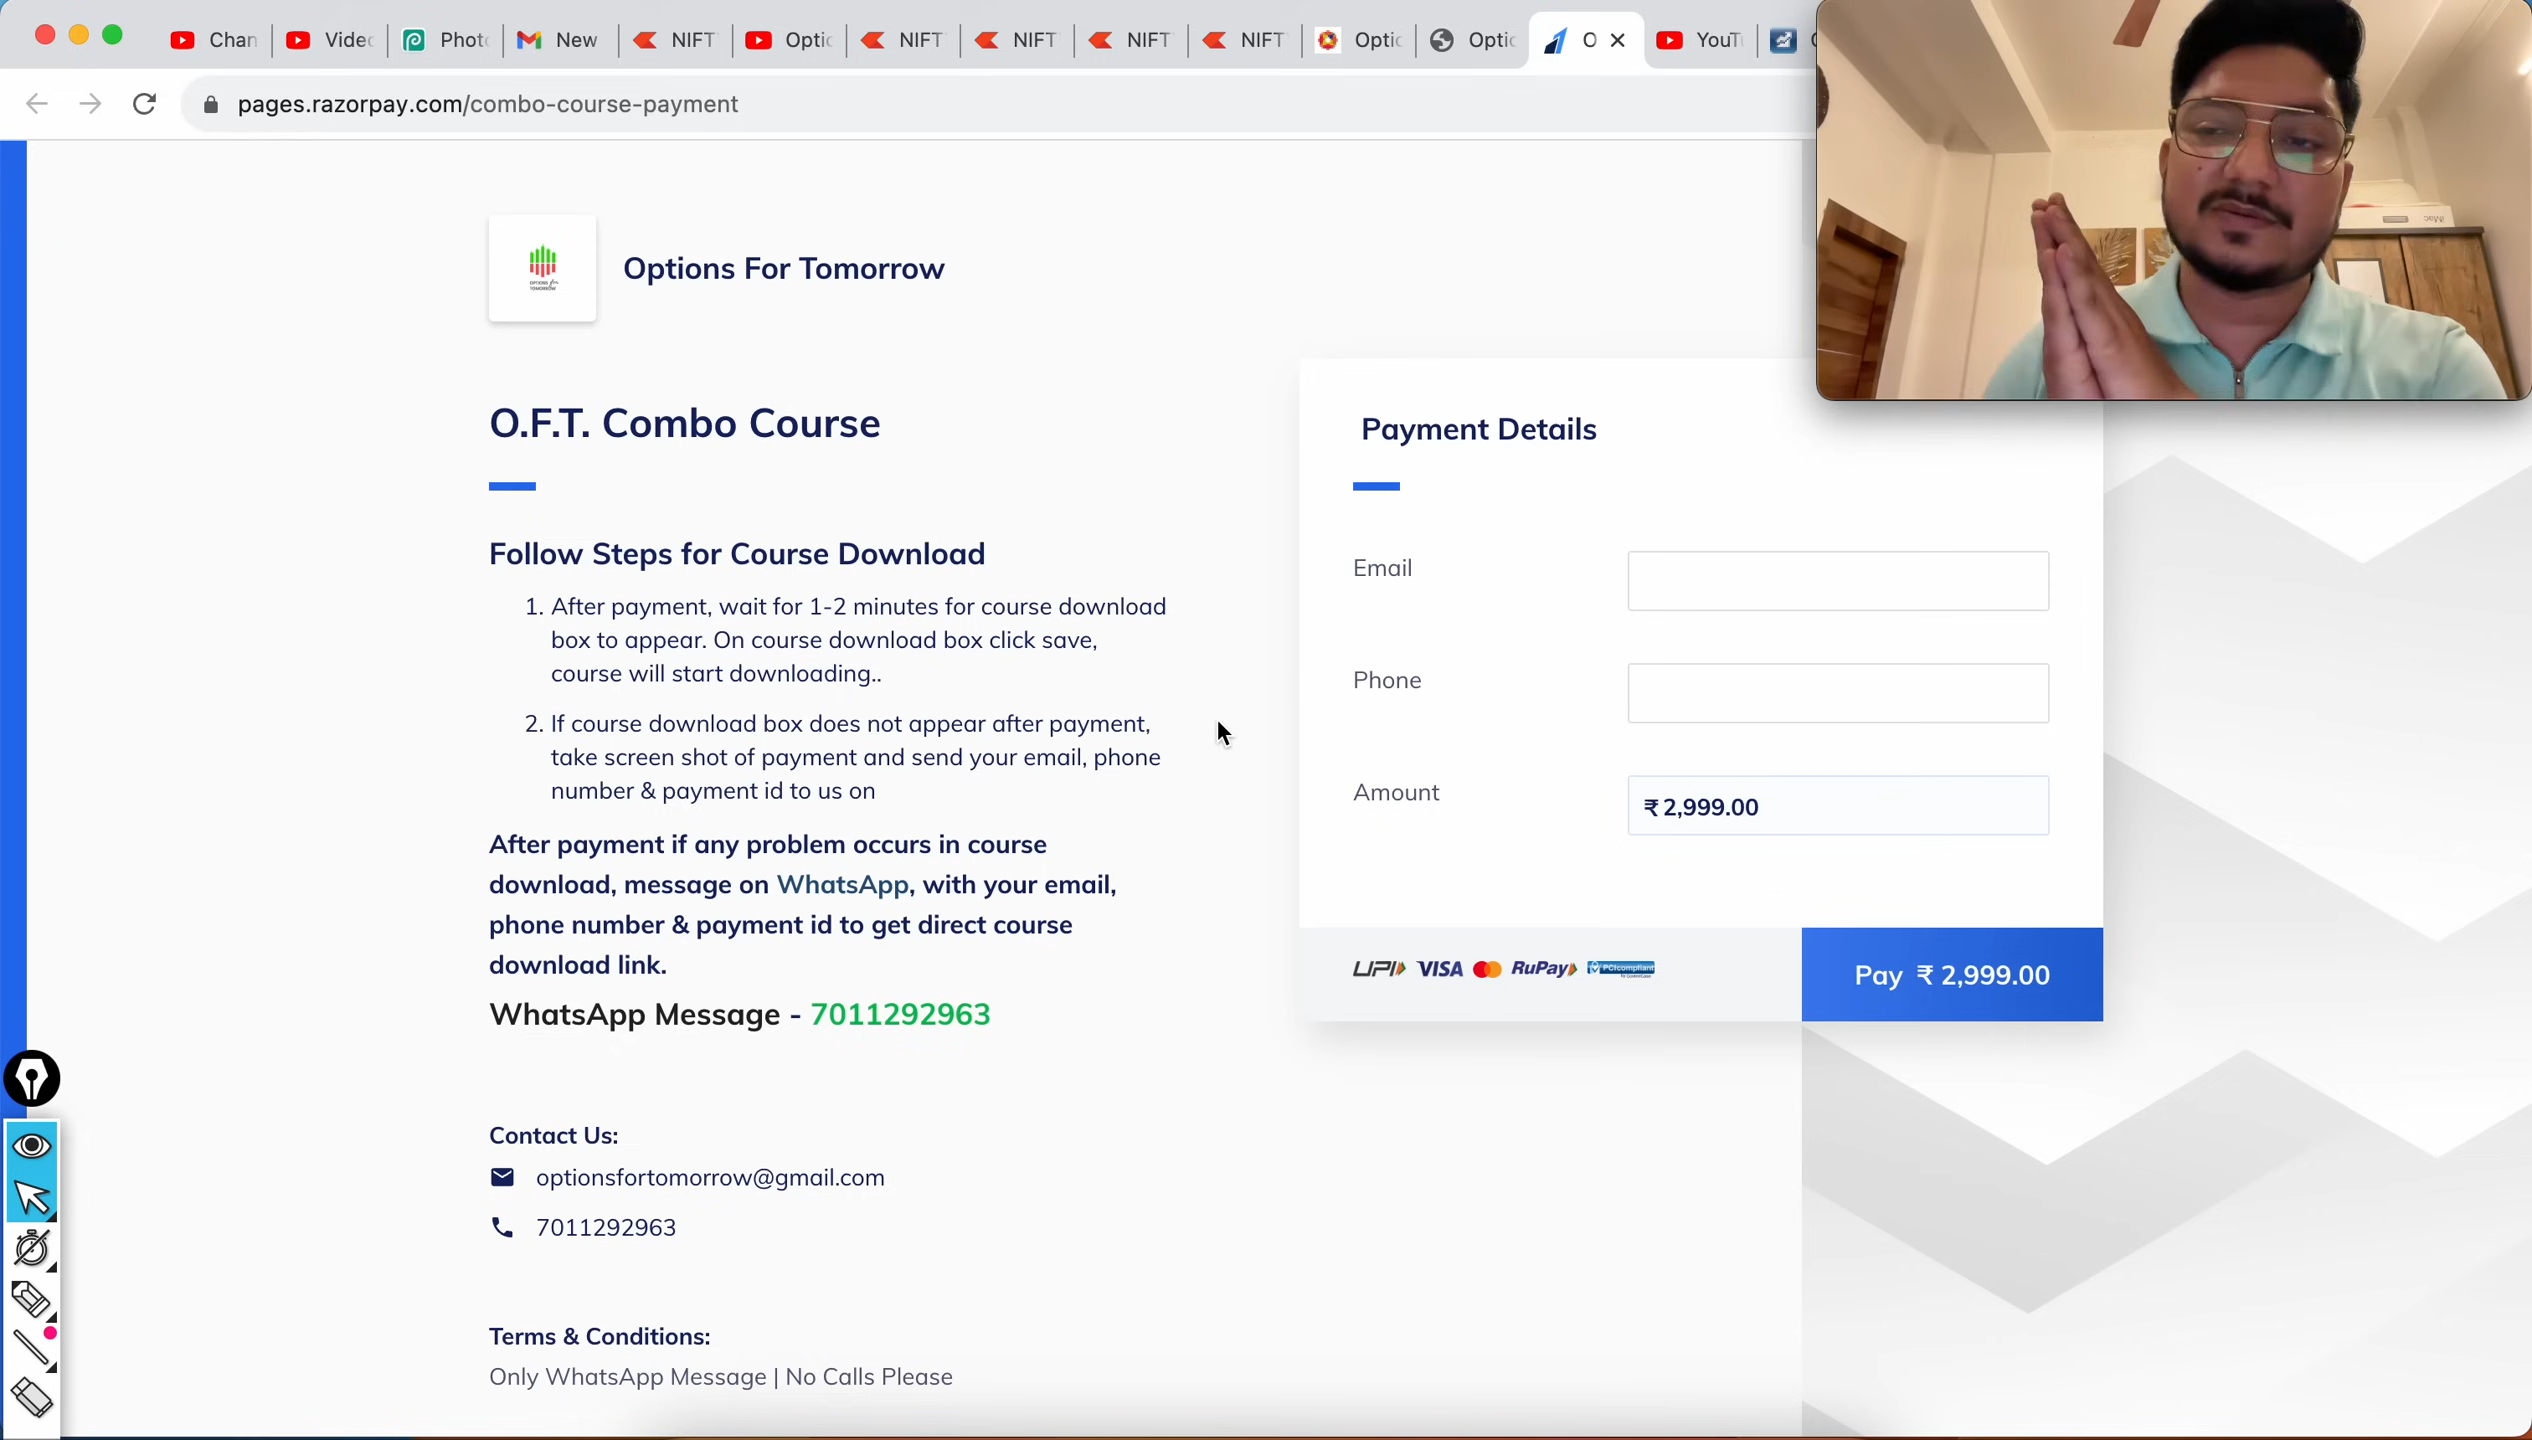 Chan
Vide
Phot
New
NIFT
Optic
NIFT
NIFT
NIFT
NIFT
Optic
Optic
O
YouT
pages.razorpay.com/combo-course-payment
OPTIONS for
TOMORROW
Options For Tomorrow
O.F.T. Combo Course
Follow Steps for Course Download
1. After payment, wait for 1-2 minutes for course download
box to appear. On course download box click save,
course will start downloading..
2. If course download box does not appear after payment,
take screen shot of payment and send your email, phone
number & payment id to us on
After payment if any problem occurs in course
download, message on WhatsApp, with your email,
phone number & payment id to get direct course
download link.
WhatsApp Message - 7011292963
Contact Us:
optionsfortomorrow@gmail.com
7011292963
Terms & Conditions:
Only WhatsApp Message | No Calls Please
Payment Details
Email
Phone
Amount
₹ 2,999.00
UPI VISA RuPay PCI compliant
Pay ₹ 2,999.00